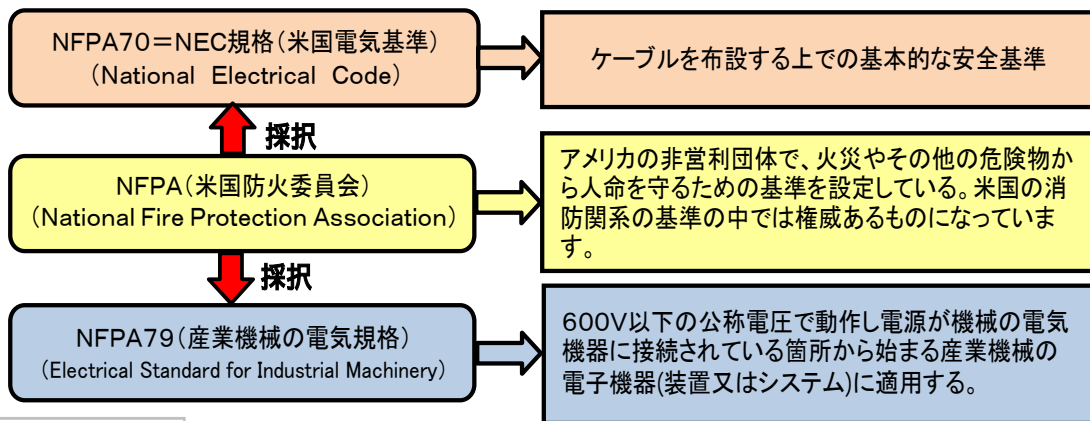 NFPA70=NEC規格(米国電気基準)
(National Electrical Code)
ケーブルを布設する上での基本的な安全基準
採択
NFPA(米国防火委員会)
(National Fire Protection Association)
アメリカの非営利団体で、火災やその他の危険物か
ら人命を守るための基準を設定している。米国の消
防関系の基準の中では権威あるものになっていま
す。
採択
NFPA79(産業機械の電気規格)
(Electrical Standard for Industrial Machinery)
600V以下の公称電圧で動作し電源が機械の電気
機器に接続されている箇所から始まる産業機械の
電子機器(装置又はシステム)に適用する。